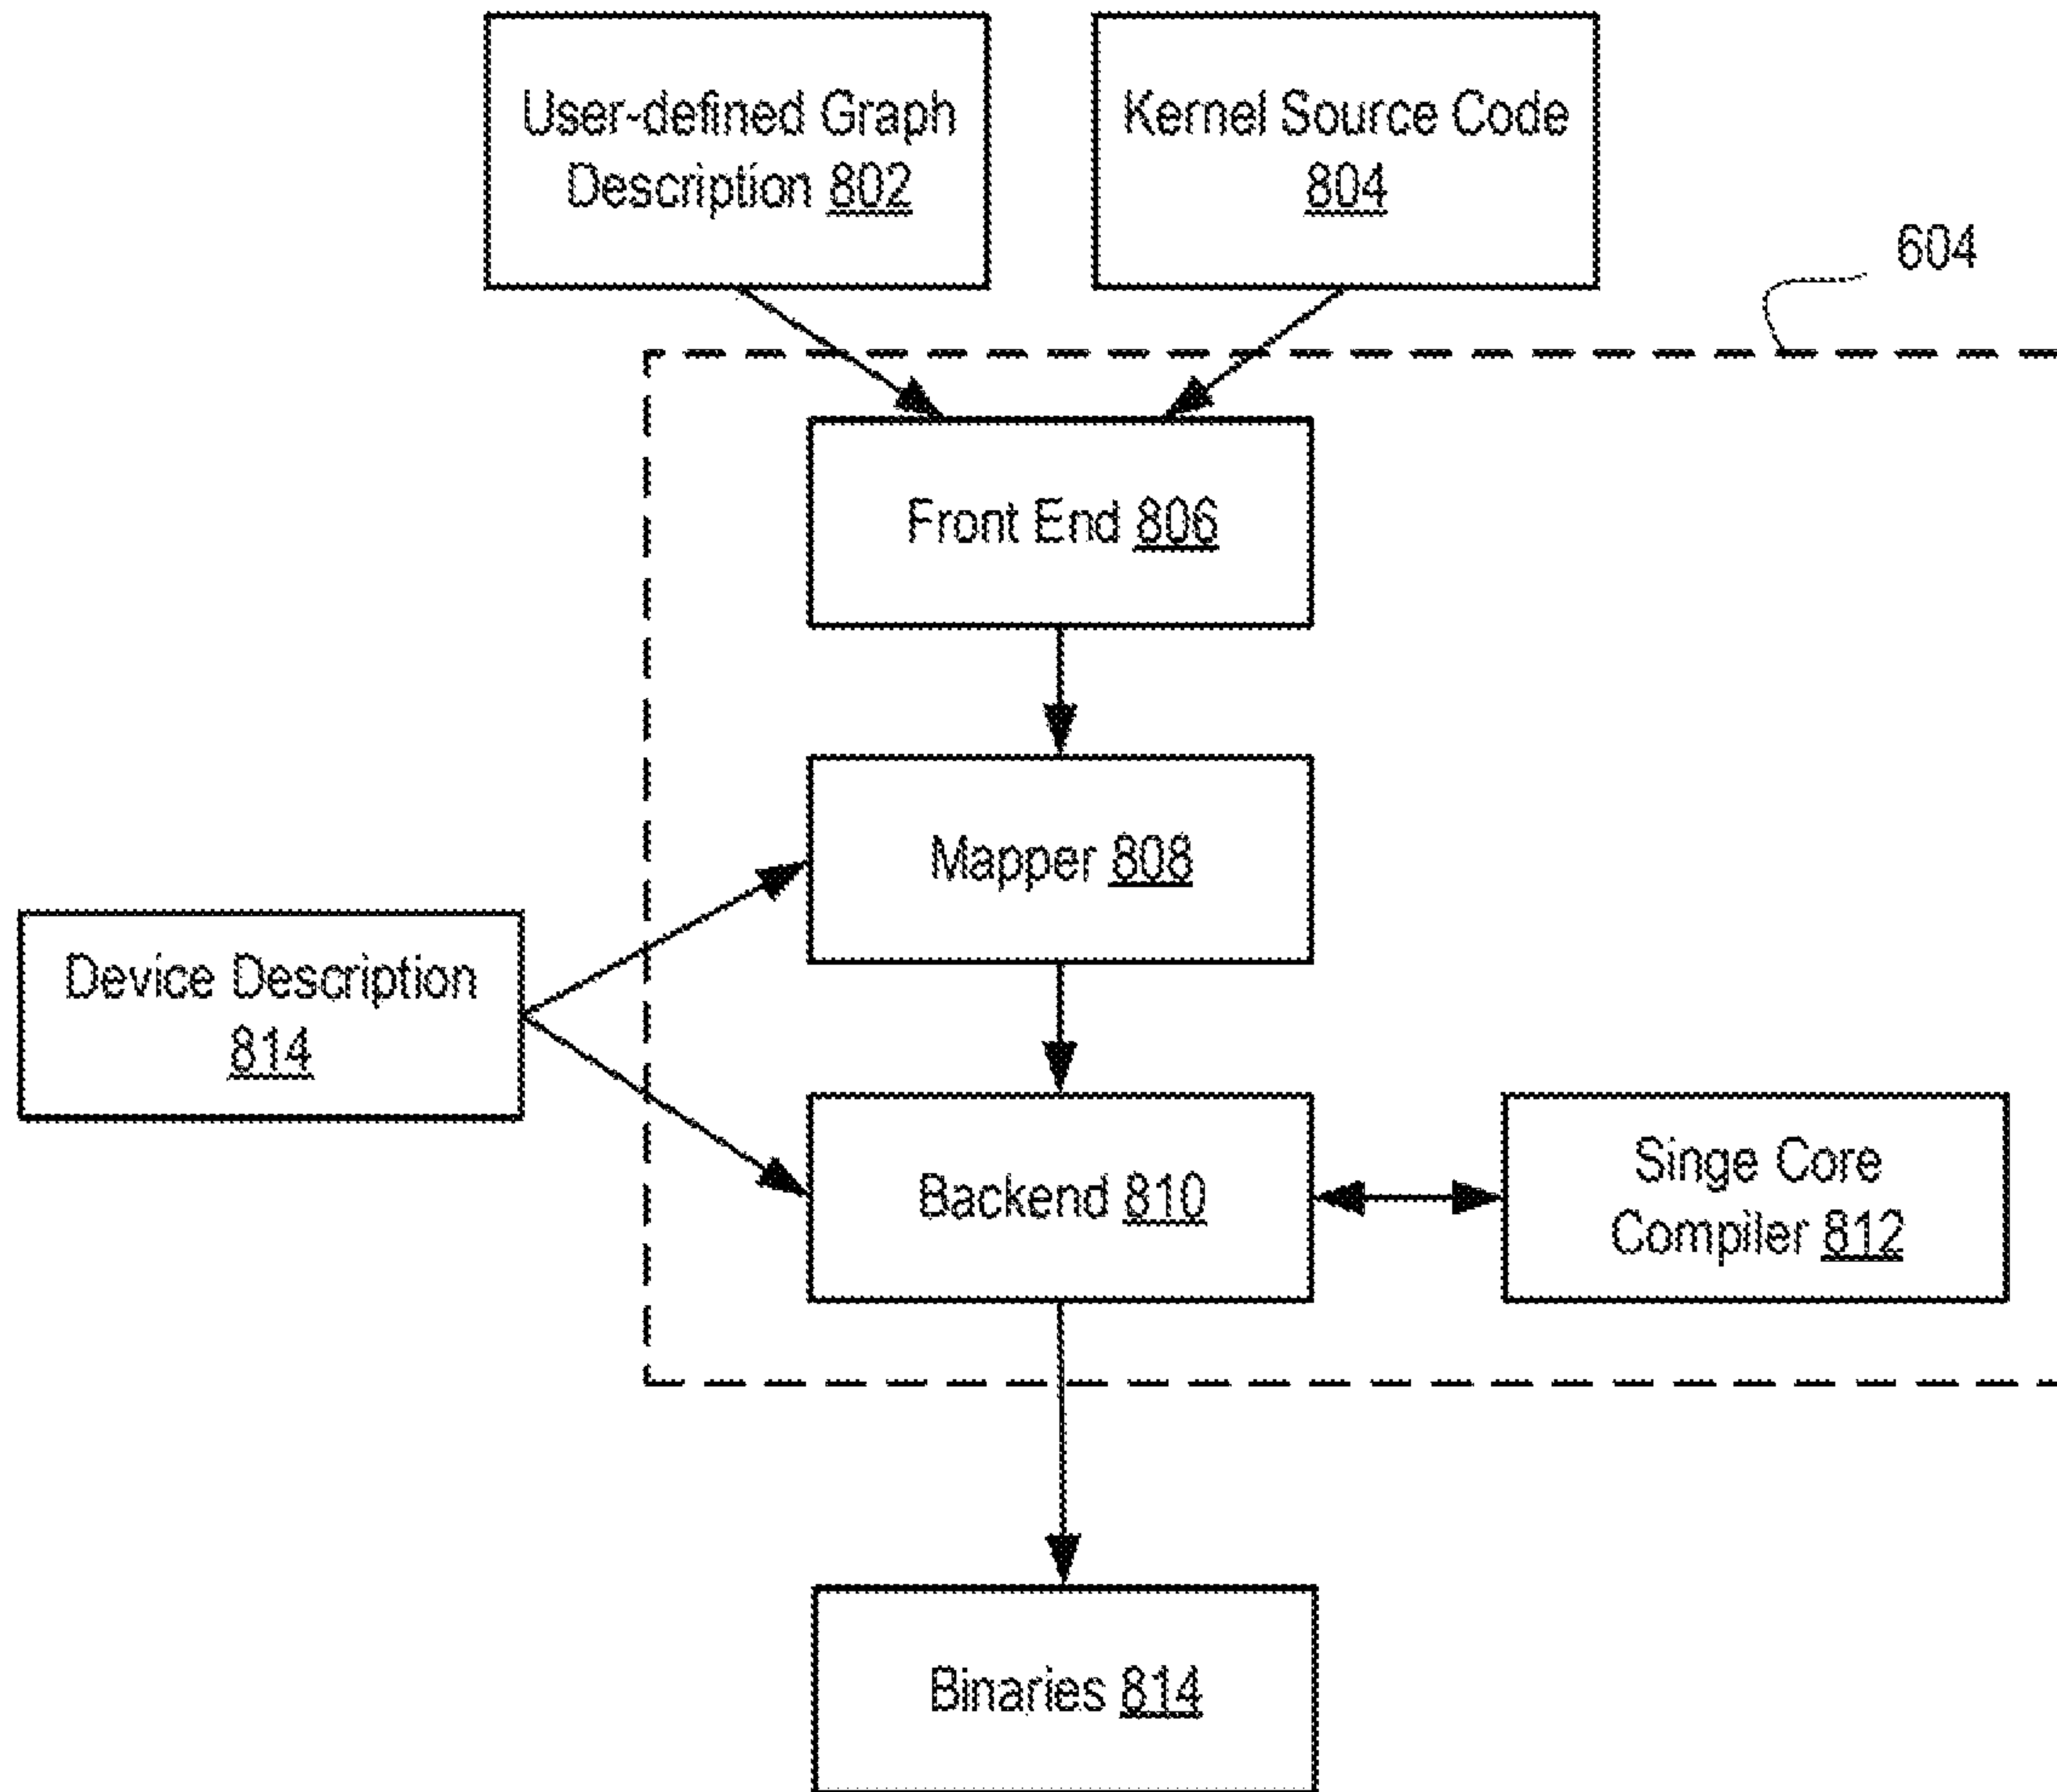 User-defined Graph
Description 802
Kernel Source Code
804
604
Front End 806
Mapper 808
Device Description
814
Backend 810
Singe Core
Compiler 812
Binaries 814